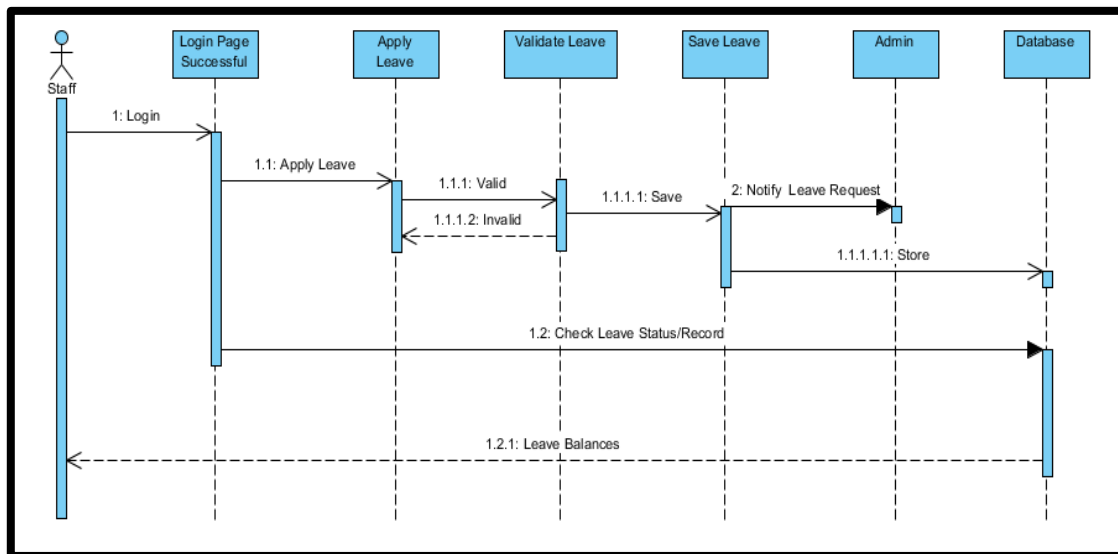 Login Page
Successful
Apply
Leave
Validate Leave
Save Leave
Admin
Database
Staff
1: Login
1.1: Apply Leave
1.1.1: Valid
1.1.1.1: Save
2: Notify Leave Request
1.1.1.2: Invalid
1.1.1.1.1: Store
1.2: Check Leave Status/Record
1.2.1: Leave Balances